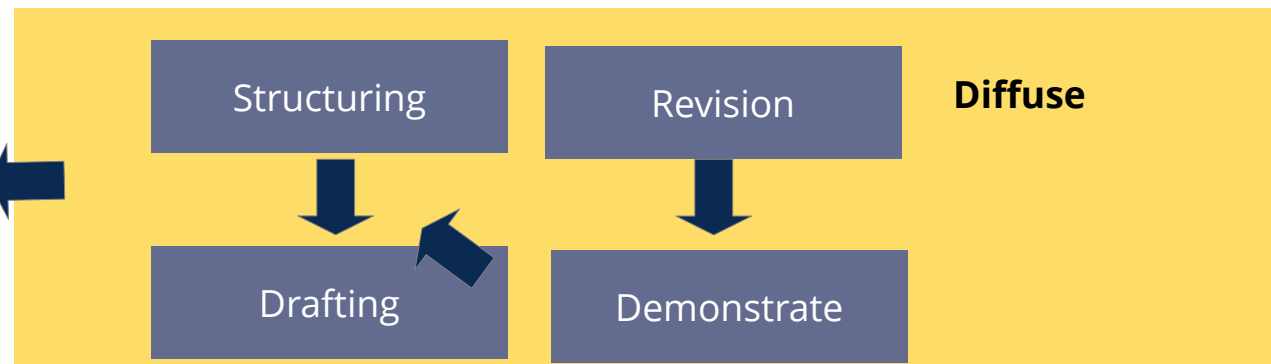 Structuring
Revision
Diffuse
Drafting
Demonstrate